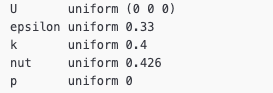 U uniform (0 0 0)
epsilon uniform 0.33
k uniform 0.4
nut uniform 0.426
p uniform 0